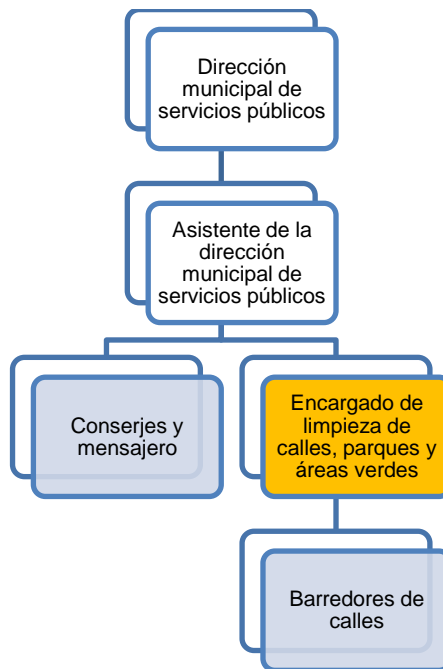 Dirección
municipal de
servicios públicos
Asistente de la
dirección
municipal de
servicios públicos
Conserjes y
mensajero
Encargado de
limpieza de
calles, parques y
áreas verdes
Barredores de
calles